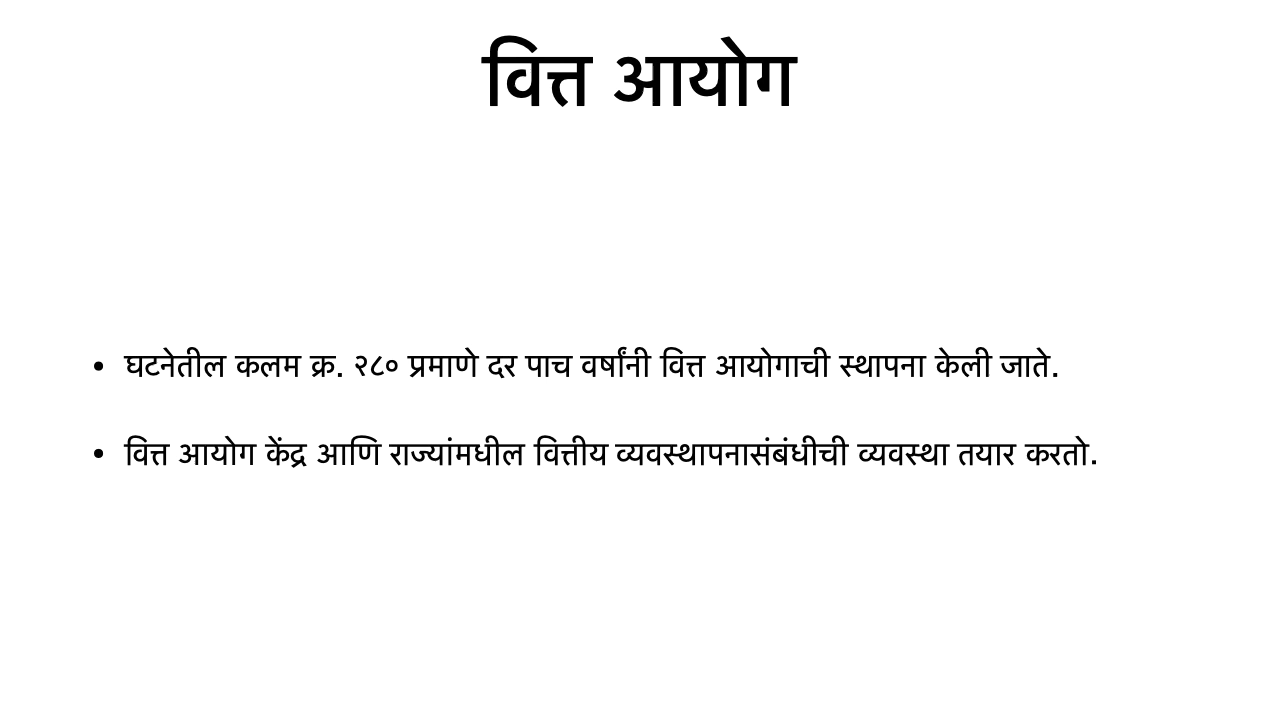 वित्त आयोग
• घटनेतील कलम क्र. २८० प्रमाणे दर पाच वर्षांनी वित्त आयोगाची स्थापना केली जाते.
• वित्त आयोग केंद्र आणि राज्यांमधील वित्तीय व्यवस्थापनासंबंधीची व्यवस्था तयार करतो.